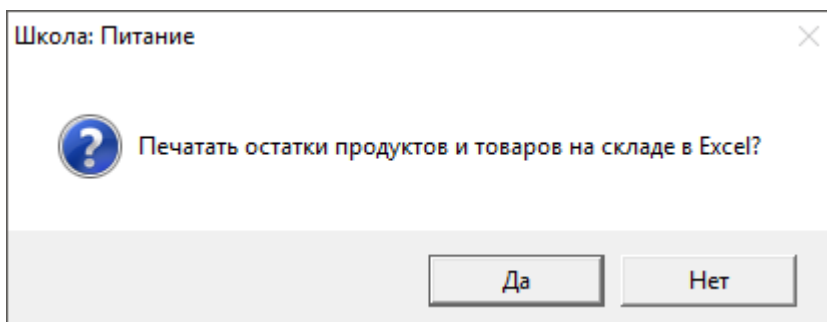 Школа: Питание
Печатать остатки продуктов и товаров на складе в Excel?
Да
Нет